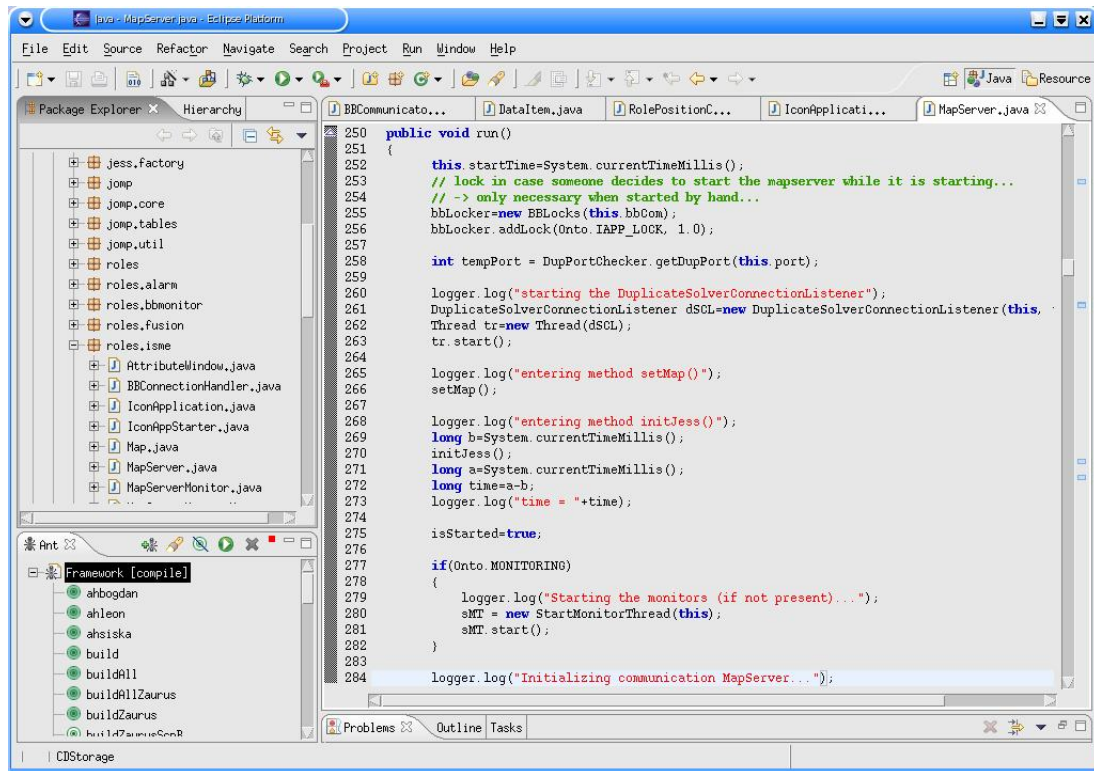 Java - MapServer.java - Eclipse Platform
File Edit Source Refactor Navigate Search Project Run Window Help
Java Resource
Package Explorer Hierarchy
jess.factory
jomp
jomp.core
jomp.tables
jomp.util
roles
roles.alarm
roles.bbmonitor
roles.fusion
roles.isme
AttributeWindow.java
BBConnectionHandler.java
IconApplication.java
IconAppStarter.java
Map.java
MapServer.java
MapServerMonitor.java
Ant
Framework [compile]
ahbogdan
ahleon
ahsiska
build
buildAll
buildAllZaurus
buildZaurus
buildZaurusScpB
BBCommunicato... DataItem.java RolePositionC... IconApplicati... MapServer.java
250 public void run()
251 {
252 this.startTime=System.currentTimeMillis();
253 // lock in case someone decides to start the mapserver while it is starting...
254 // -> only necessary when started by hand...
255 bbLocker=new BBLocks(this.bbCom);
256 bbLocker.addLock(Onto.IAPP_LOCK, 1.0);
257
258 int tempPort = DupPortChecker.getDupPort(this.port);
259
260 logger.log("starting the DuplicateSolverConnectionListener");
261 DuplicateSolverConnectionListener dSCL=new DuplicateSolverConnectionListener(this,
262 Thread tr=new Thread(dSCL);
263 tr.start();
264
265 logger.log("entering method setMap()");
266 setMap();
267
268 logger.log("entering method initJess()");
269 long b=System.currentTimeMillis();
270 initJess();
271 long a=System.currentTimeMillis();
272 long time=a-b;
273 logger.log("time = "+time);
274
275 isStarted=true;
276
277 if(Onto.MONITORING)
278 {
279 logger.log("Starting the monitors (if not present)...");
280 sMT = new StartMonitorThread(this);
281 sMT.start();
282 }
283
284 logger.log("Initializing communication MapServer...");
Problems Outline Tasks
CDStorage